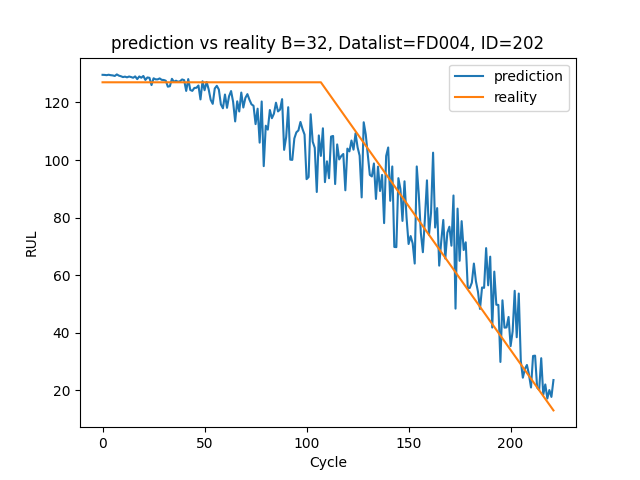 prediction vs reality B=32, Datalist=FD004, ID=202
prediction
reality
RUL
120
100
80
60
40
20
0 50 100 150 200
Cycle